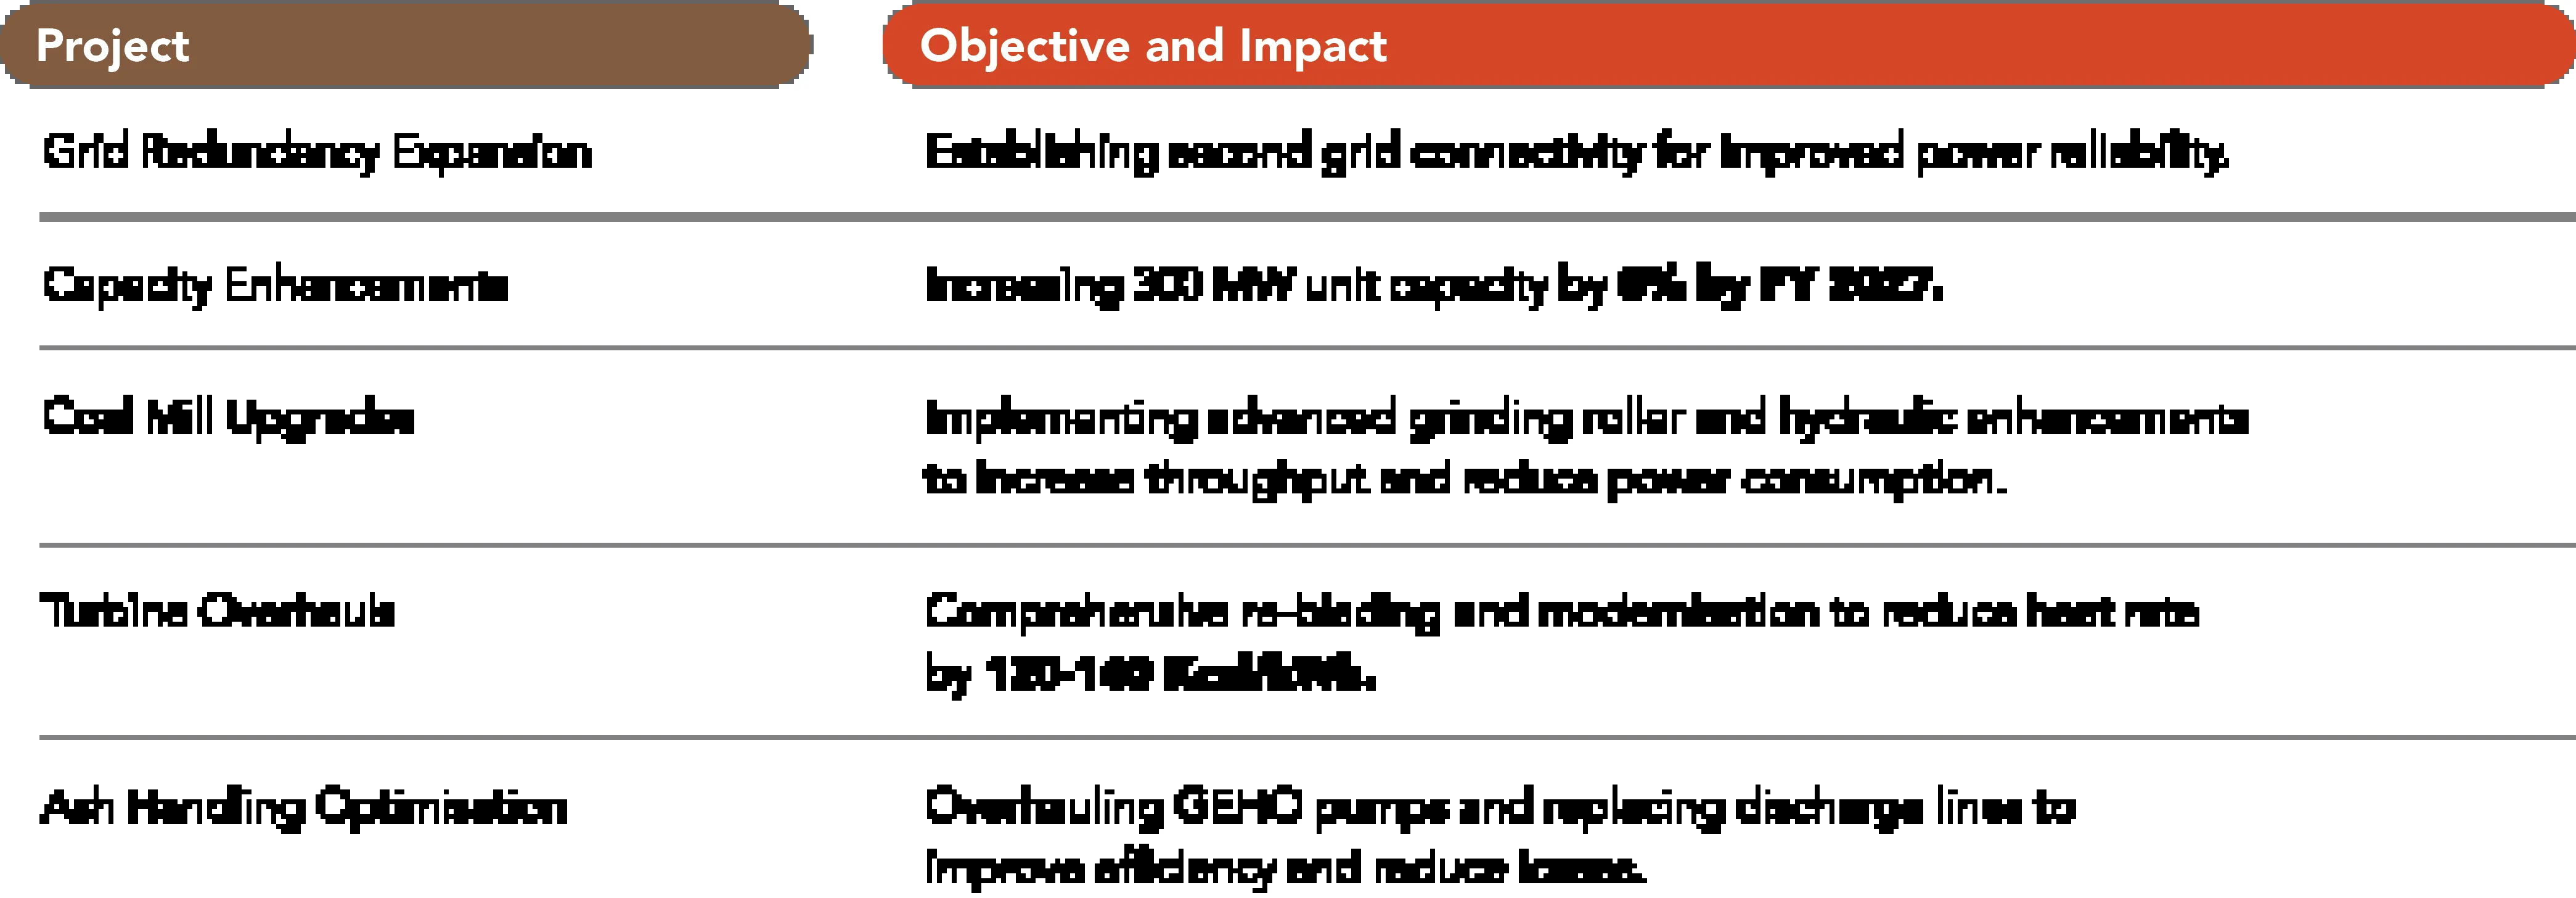 Project
Objective and Impact
Grid Redundancy Expansion
Establishing second grid connectivity for improved power reliability.
Capacity Enhancements
Increasing 300 MW unit capacity by by FY 2027.
Coal Mill Upgrades
Implementing advanced grinding roller and hydraulic enhancements
to increase throughput and reduce power consumption.
Turbine Overhauls
Comprehensive re-blading and modernisation to reduce heat rate
by Kcal/kWh.
Ash Handling Optimisation
Overhauling GEHO pumps and replacing discharge lines to
improve efficiency and reduce losses.